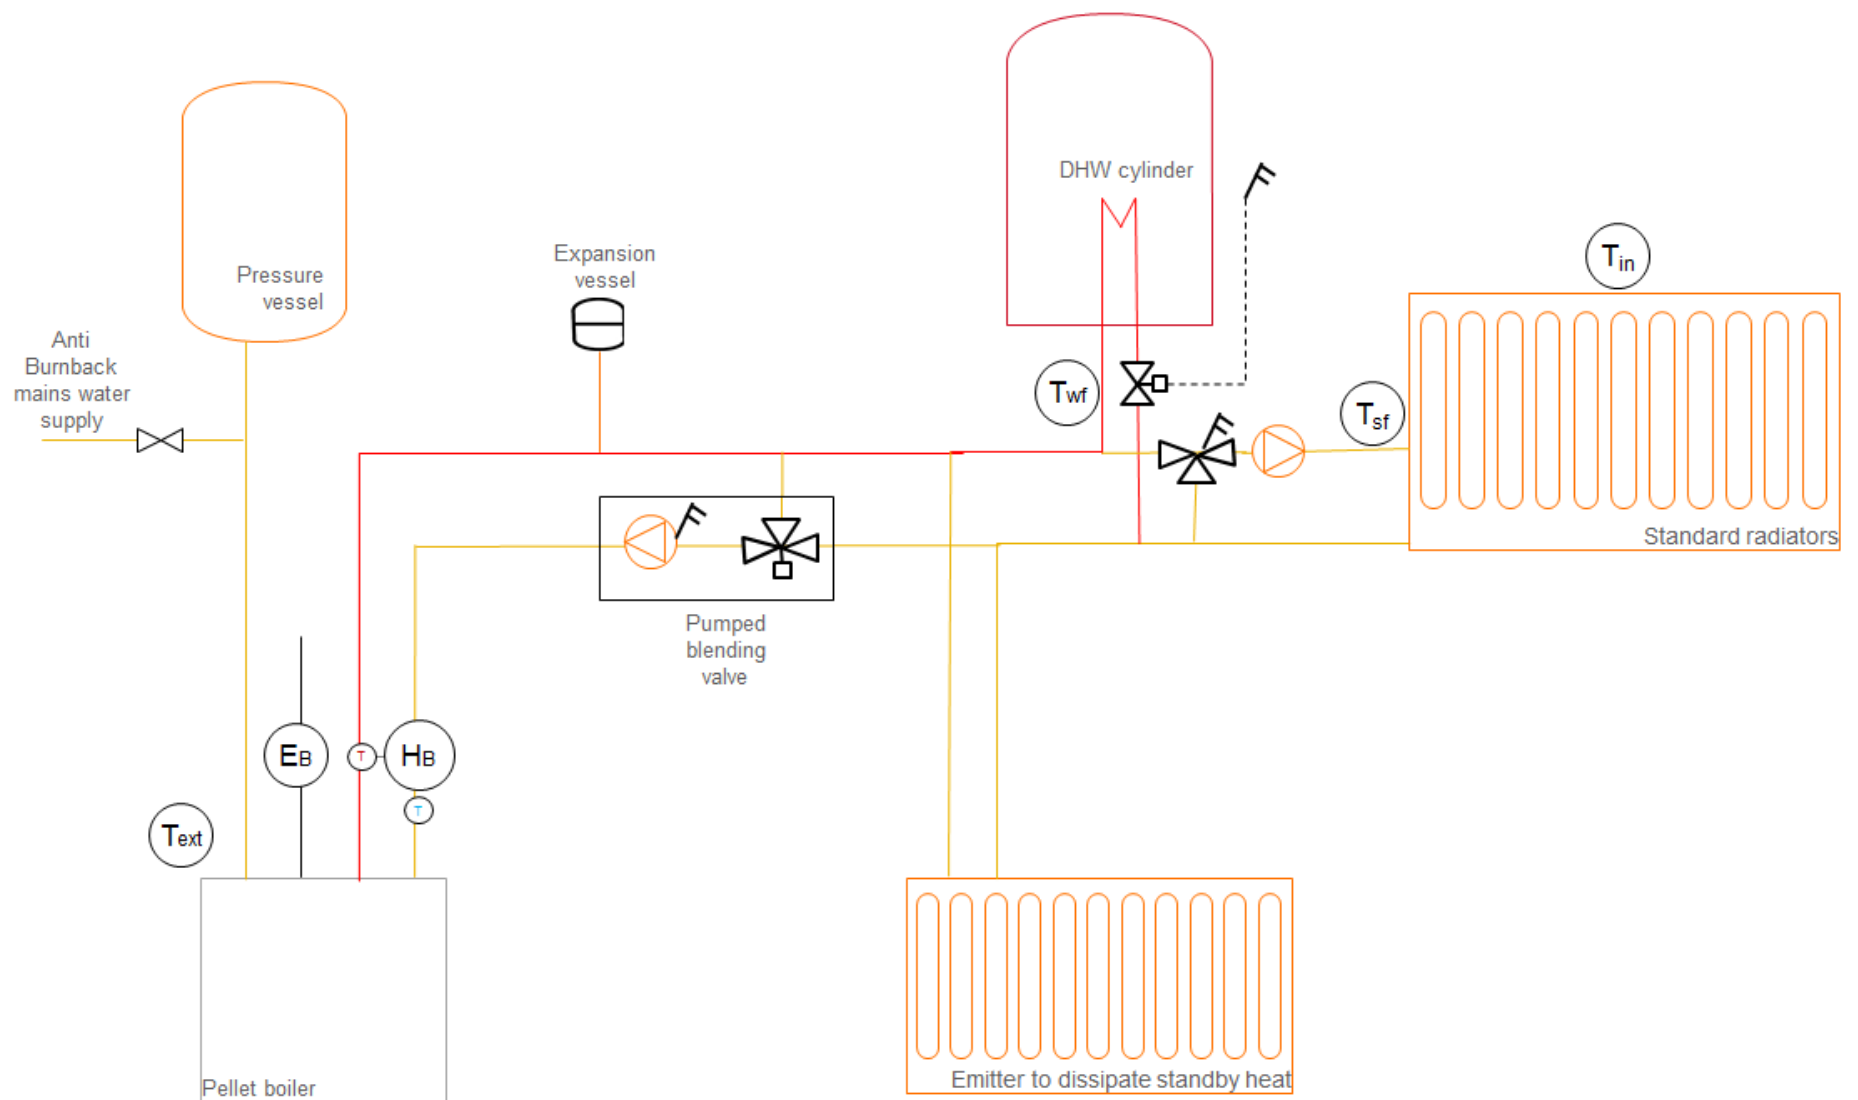 DHW cylinder
Expansion
vessel
Pressure
vessel
Tin
Anti
Burnback
mains water
supply
Twf
Tsf
Standard radiators
Pumped
blending
valve
EB
T
HB
T
Text
Emitter to dissipate standby heat
Pellet boiler